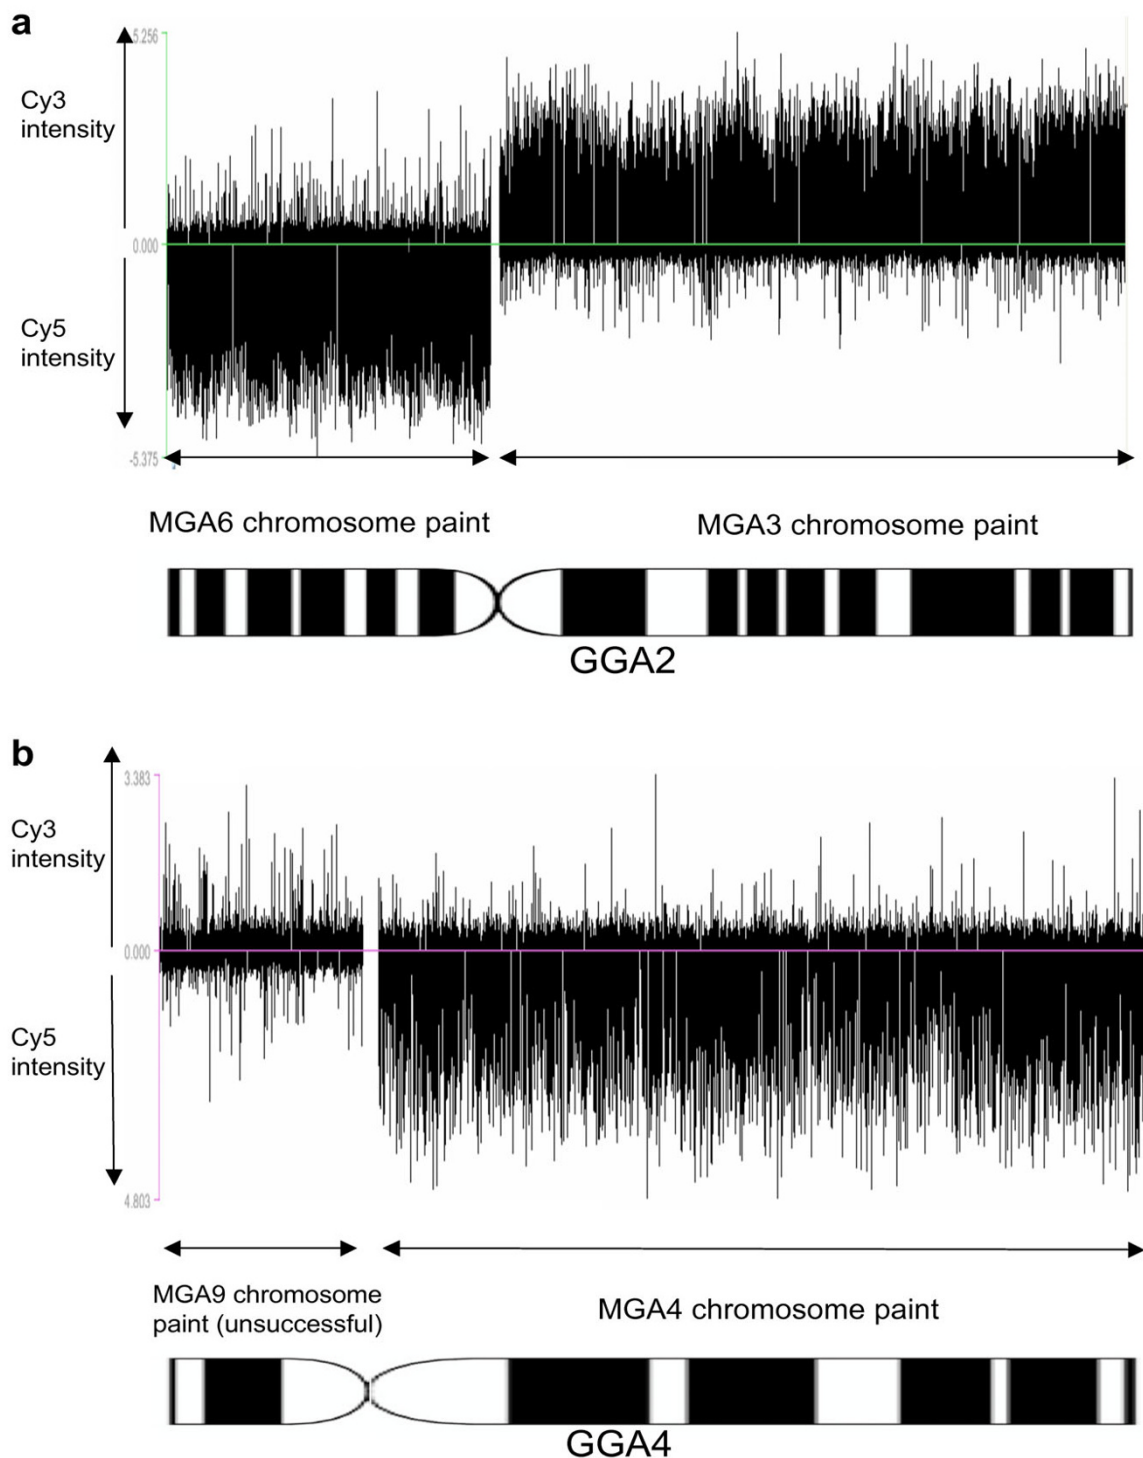 a
5.256
Cy3
intensity
0.000
Cy5
intensity
-5.375
MGA6 chromosome paint
MGA3 chromosome paint
GGA2
b
3.383
Cy3
intensity
0.000
Cy5
intensity
4.803
MGA9 chromosome
paint (unsuccessful)
MGA4 chromosome paint
GGA4